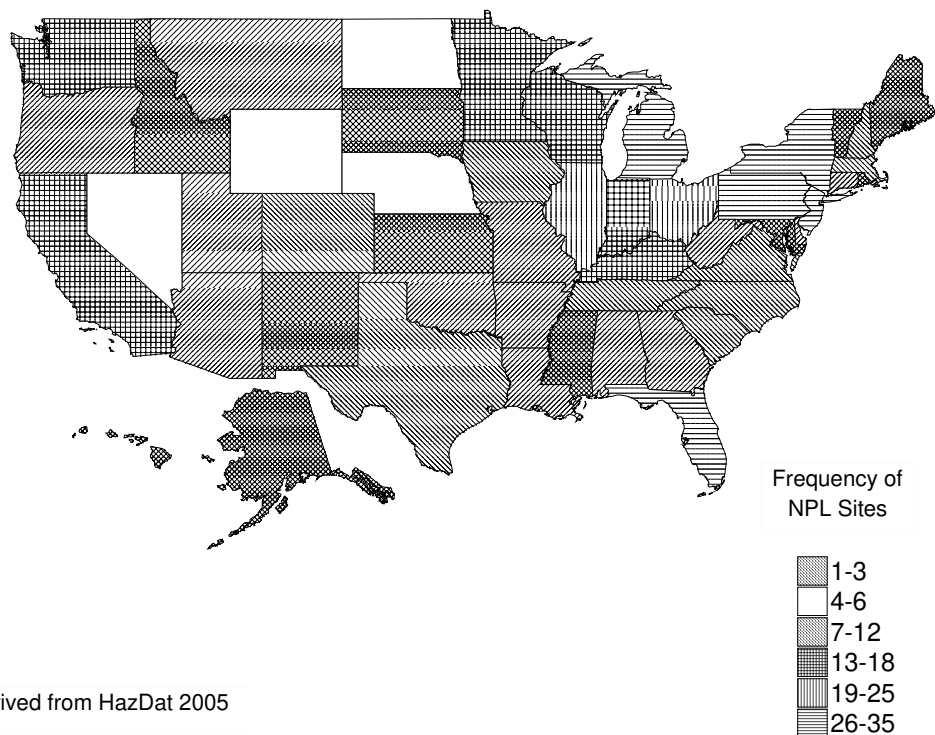 Frequency of
NPL Sites
1-3
4-6
7-12
13-18
19-25
26-35
rived from HazDat 2005